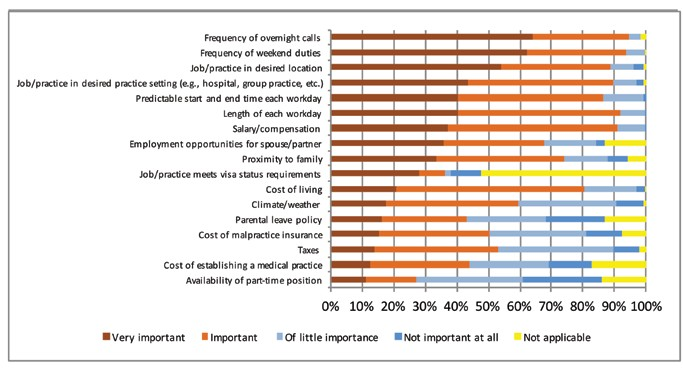 Frequency of overnight calls
Frequency of weekend duties
Job/practice in desired location
Job/practice in desired practice setting (e.g., hospital, group practice, etc.)
Predictable start and end time each workday
Length of each workday
Salary/compensation
Employment opportunities for spouse/partner
Proximity to family
Job/practice meets visa status requirements
Cost of living
Climate/weather
Parental leave policy
Cost of malpractice insurance
Taxes
Cost of establishing a medical practice
Availability of part-time position
0% 10% 20% 30% 40% 50% 60% 70% 80% 90% 100%
Very important Important Of little importance Not important at all Not applicable